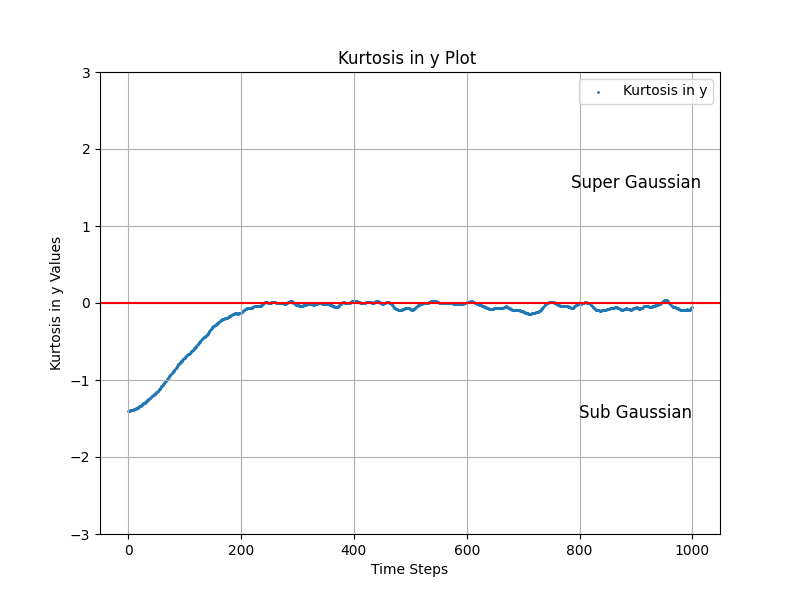 Kurtosis in y Plot
3
Kurtosis in y
2
Super Gaussian
1
Kurtosis in y Values
0
−1
Sub Gaussian
−2
−3
0 200 400 600 800 1000
Time Steps